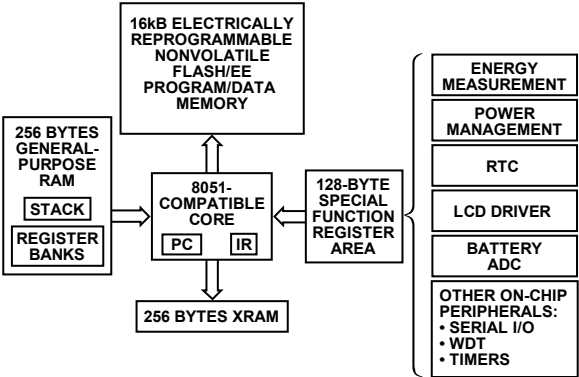 16kB ELECTRICALLY
REPROGRAMMABLE
NONVOLATILE
FLASH/EE
PROGRAM/DATA
MEMORY
256 BYTES
GENERAL-
PURPOSE
RAM
STACK
REGISTER
BANKS
8051-
COMPATIBLE
CORE
PC
IR
256 BYTES XRAM
128-BYTE
SPECIAL
FUNCTION
REGISTER
AREA
ENERGY
MEASUREMENT
POWER
MANAGEMENT
RTC
LCD DRIVER
BATTERY
ADC
OTHER ON-CHIP
PERIPHERALS:
• SERIAL I/O
• WDT
• TIMERS